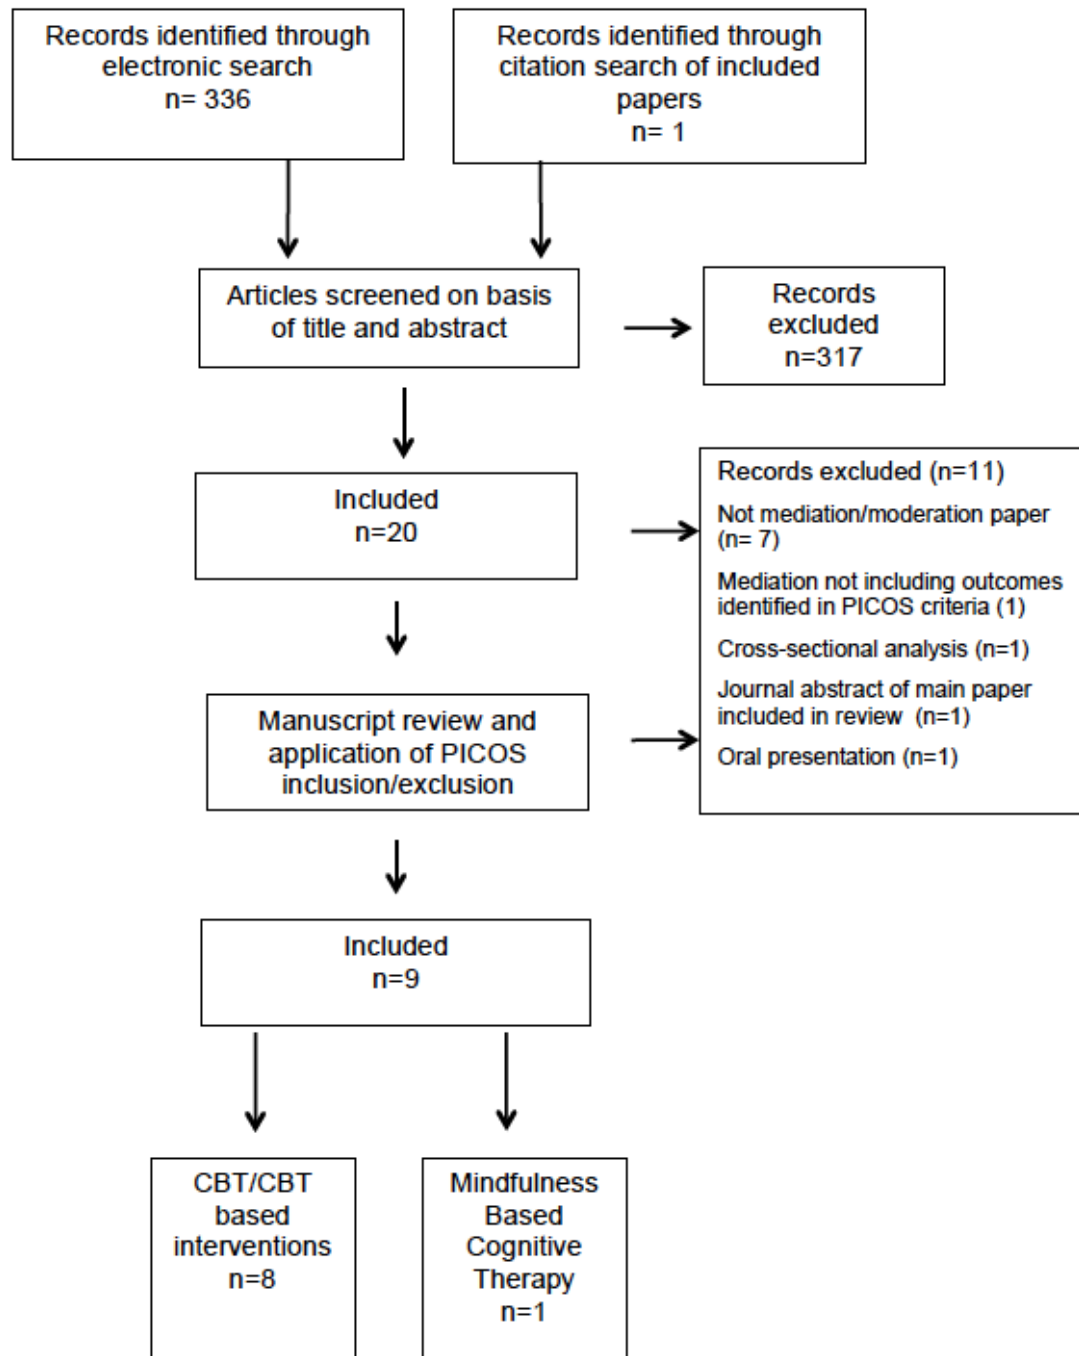 Records identified through
electronic search
n= 336
Records identified through
citation search of included
papers
n= 1
Articles screened on basis
of title and abstract
Records
excluded
n=317
Included
n=20
Records excluded (n=11)
Not mediation/moderation paper
(n= 7)
Mediation not including outcomes
identified in PICOS criteria (1)
Cross-sectional analysis (n=1)
Journal abstract of main paper
included in review (n=1)
Oral presentation (n=1)
Manuscript review and
application of PICOS
inclusion/exclusion
Included
n=9
CBT/CBT
based
interventions
n=8
Mindfulness
Based
Cognitive
Therapy
n=1